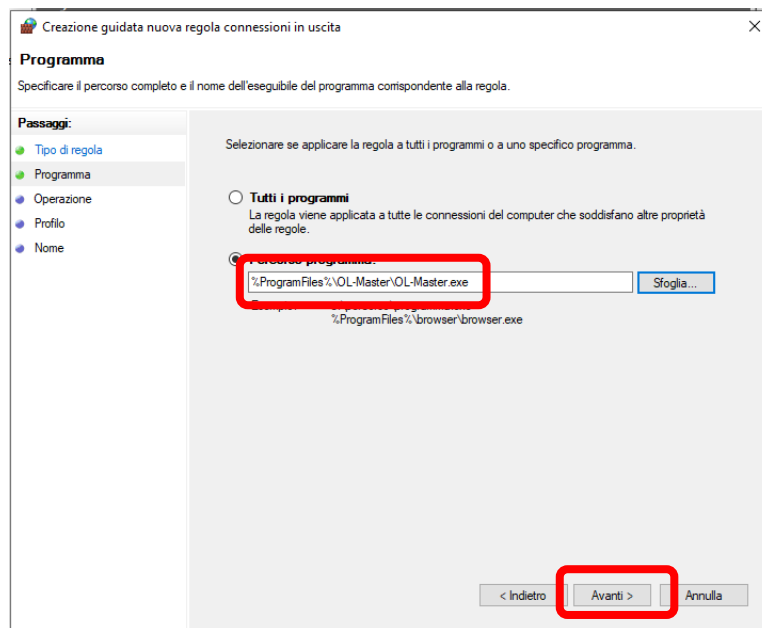 Creazione guidata nuova regola connessioni in uscita
Programma
Specificare il percorso completo e il nome dell'eseguibile del programma corrispondente alla regola.
Passaggi:
Tipo di regola
Programma
Operazione
Profilo
Nome
Selezionare se applicare la regola a tutti i programmi o a uno specifico programma.
Tutti i programmi
La regola viene applicata a tutte le connessioni del computer che soddisfano altre proprietà
delle regole.
Percorso programma:
%ProgramFiles%\OL-Master\OL-Master.exe
Sfoglia...
%ProgramFiles%\browser\browser.exe
< Indietro
Avanti >
Annulla